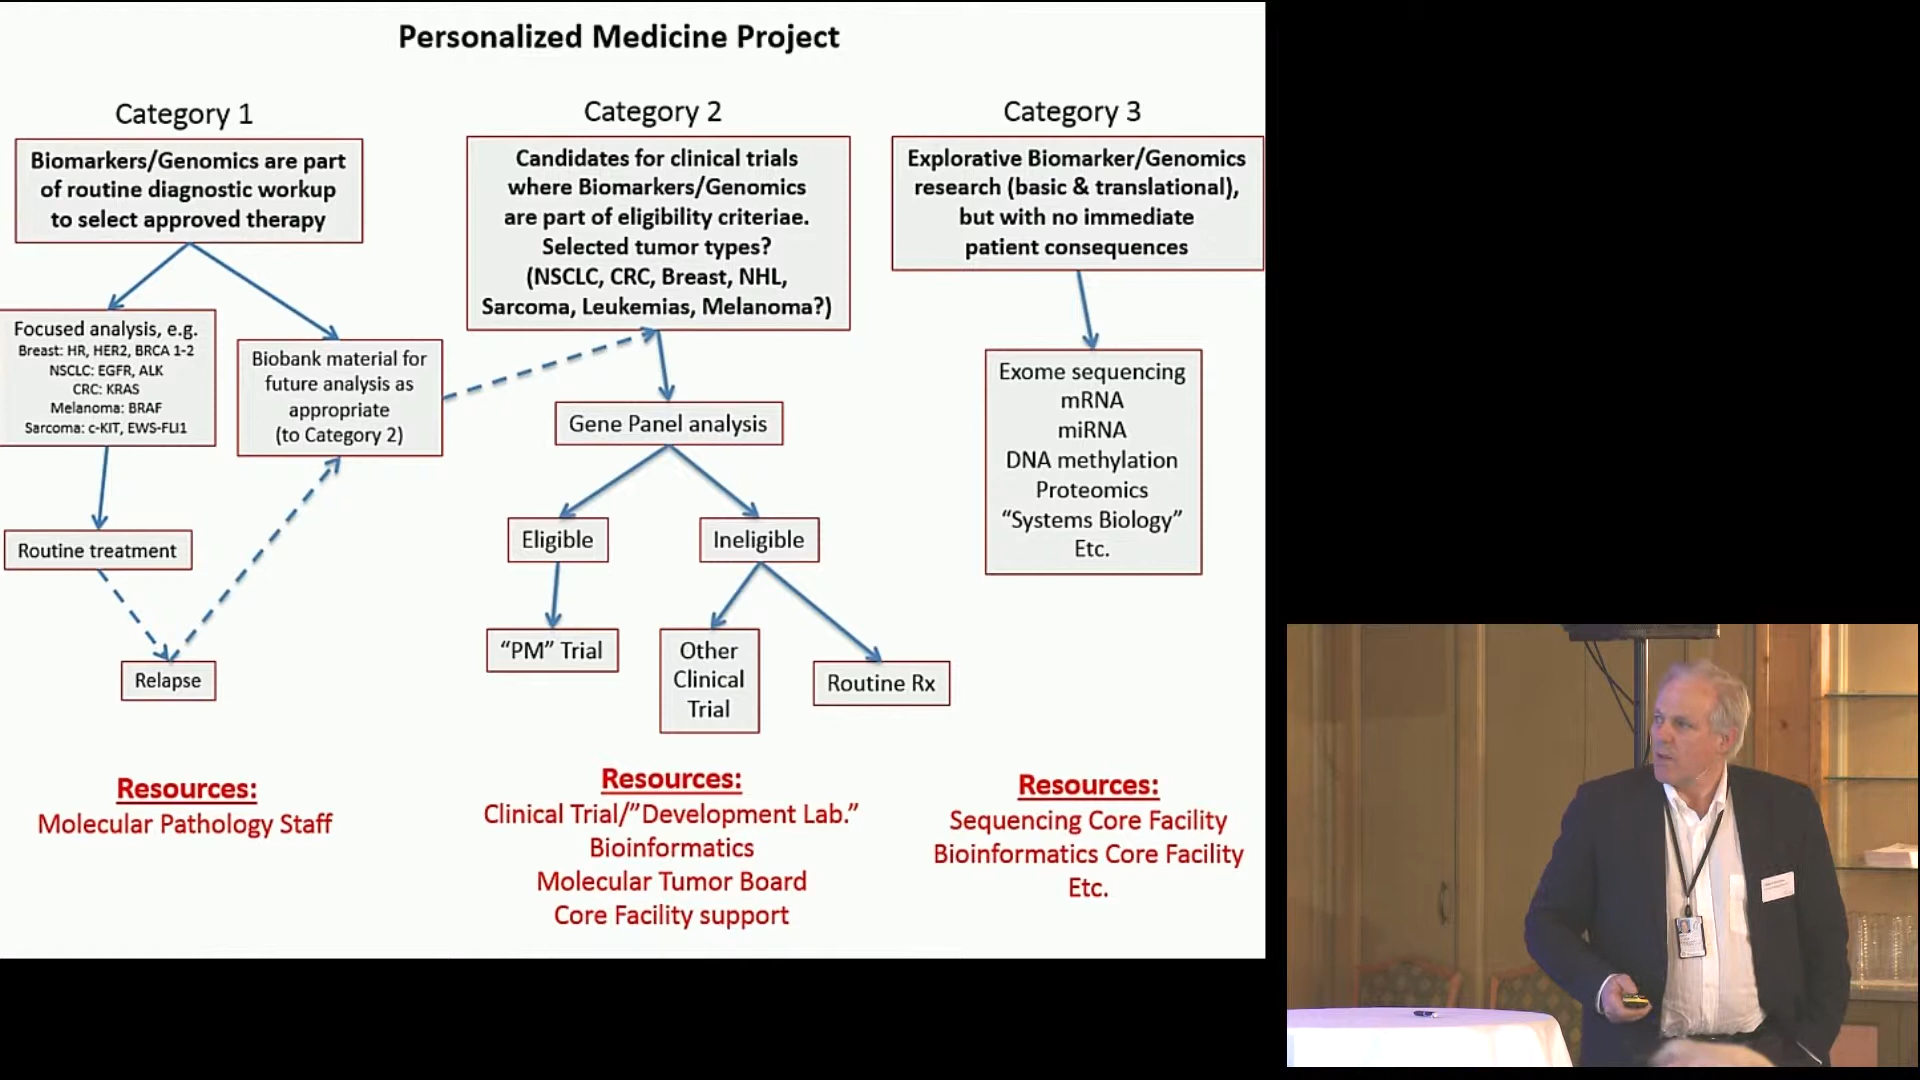 Personalized Medicine Project
Category 1
Biomarkers/Genomics are part
of routine diagnostic workup
to select approved therapy
Focused analysis, e.g.
Breast: HR, HER2, BRCA 1-2
NSCLC: EGFR, ALK
CRC: KRAS
Melanoma: BRAF
Sarcoma: c-KIT, EWS-FLI1
Biobank material for
future analysis as
appropriate
(to Category 2)
Routine treatment
Relapse
Resources:
Molecular Pathology Staff
Category 2
Candidates for clinical trials
where Biomarkers/Genomics
are part of eligibility criteriae.
Selected tumor types?
(NSCLC, CRC, Breast, NHL,
Sarcoma, Leukemias, Melanoma?)
Gene Panel analysis
Eligible
Ineligible
“PM” Trial
Other
Clinical
Trial
Routine Rx
Resources:
Clinical Trial/”Development Lab.”
Bioinformatics
Molecular Tumor Board
Core Facility support
Category 3
Explorative Biomarker/Genomics
research (basic & translational),
but with no immediate
patient consequences
Exome sequencing
mRNA
miRNA
DNA methylation
Proteomics
“Systems Biology”
Etc.
Resources:
Sequencing Core Facility
Bioinformatics Core Facility
Etc.